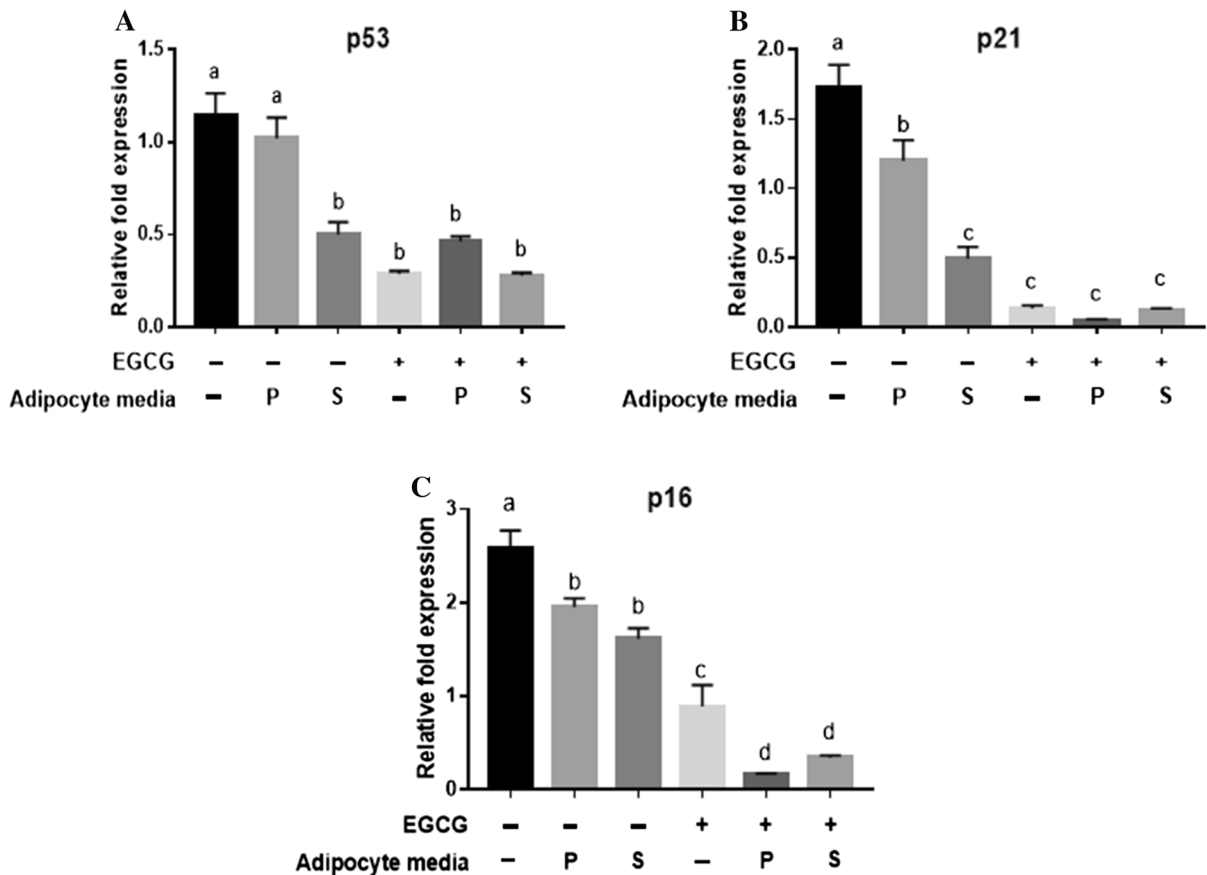 A
p53
Relative fold expression
1.5
1.0
0.5
0.0
a a b b b b
EGCG – – – + + +
Adipocyte media – P S – P S
B
p21
Relative fold expression
2.0
1.5
1.0
0.5
0.0
a b c c c c
EGCG – – – + + +
Adipocyte media – P S – P S
C
p16
Relative fold expression
3
2
1
0
a b b c d d
EGCG – – – + + +
Adipocyte media – P S – P S